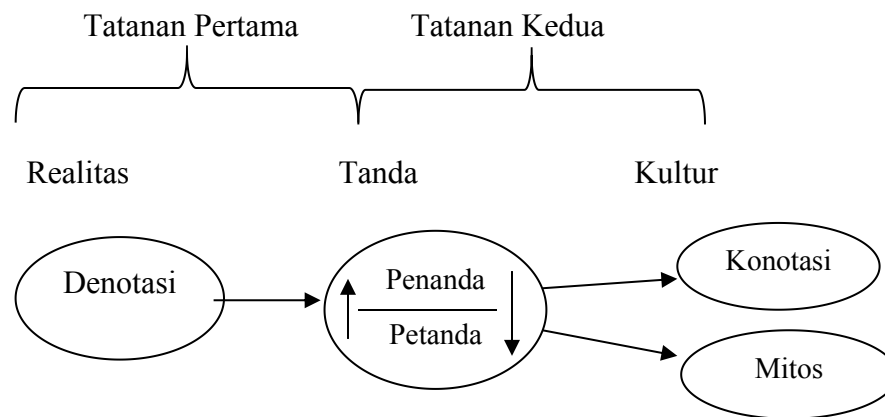 Tatanan Pertama
Tatanan Kedua
Realitas
Tanda
Kultur
Denotasi
Penanda
Petanda
Konotasi
Mitos